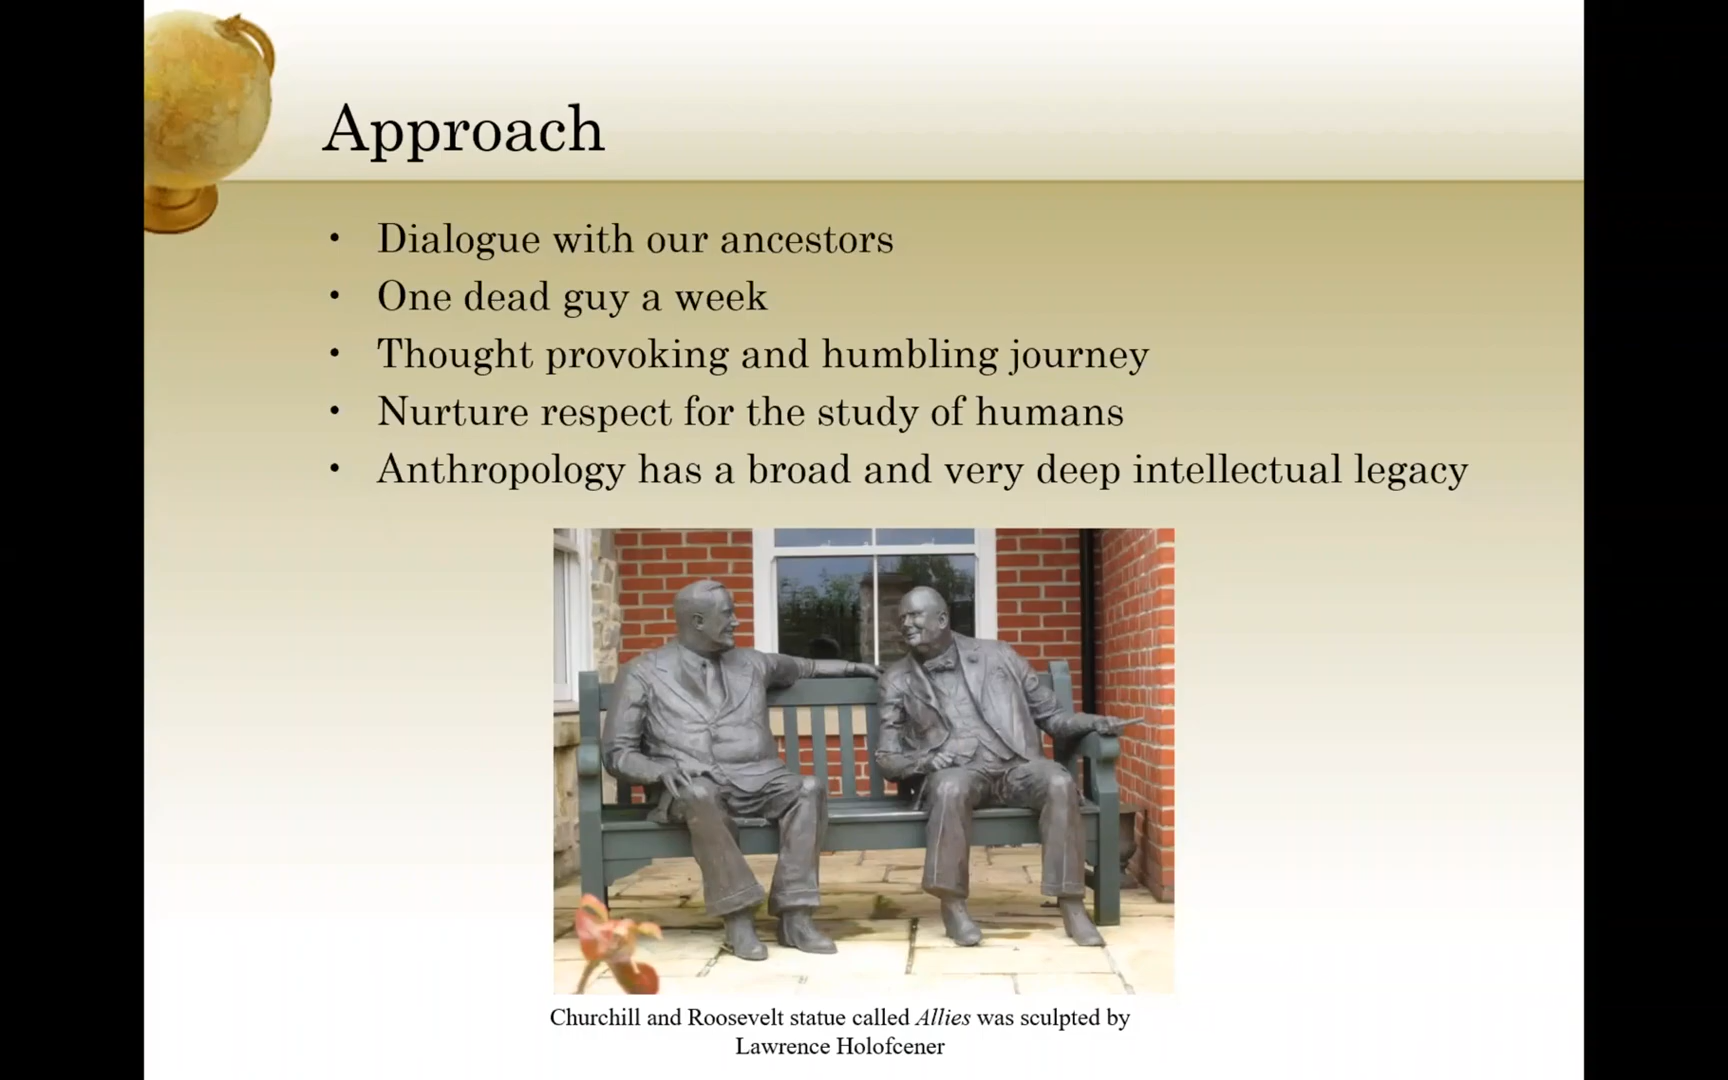 Approach
• Dialogue with our ancestors
• One dead guy a week
• Thought provoking and humbling journey
• Nurture respect for the study of humans
• Anthropology has a broad and very deep intellectual legacy
Churchill and Roosevelt statue called Allies was sculpted by
Lawrence Holofcener